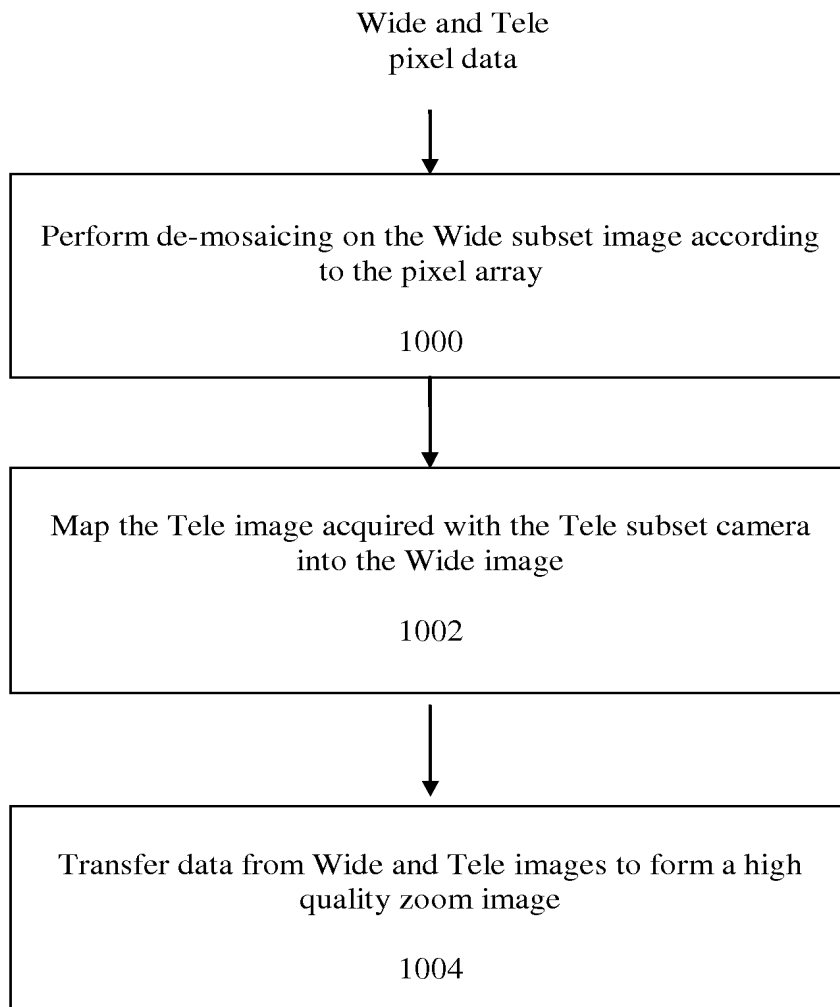 Wide and Tele
pixel data
Perform de-mosaicing on the Wide subset image according
to the pixel array
1000
Map the Tele image acquired with the Tele subset camera
into the Wide image
1002
Transfer data from Wide and Tele images to form a high
quality zoom image
1004